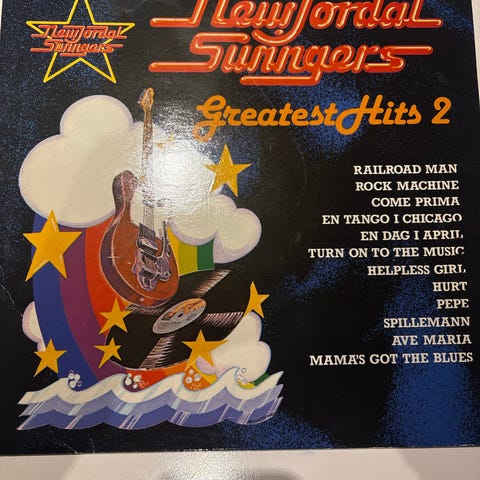 New Jordal
Swingers
New Jordal
Swingers
Greatest Hits 2
RAILROAD MAN
ROCK MACHINE
COME PRIMA
EN TANGO I CHICAGO
EN DAG I APRIL
TURN ON TO THE MUSIC
HELPLESS GIRL
HURT
PEPE
SPILLEMANN
AVE MARIA
MAMA'S GOT THE BLUES